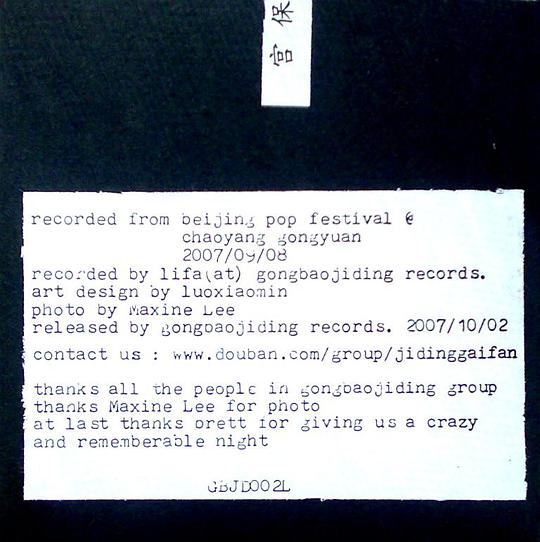 宫保
recorded from beijing pop festival @
chaoyang gongyuan
2007/09/08
recorded by lifa(at) gongbaojiding records.
art design by luoxiaomin
photo by Maxine Lee
released by gongbaojiding records. 2007/10/02
contact us : www.douban.com/group/jidinggaifan
thanks all the people in gongbaojiding group
thanks Maxine Lee for photo
at last thanks brett for giving us a crazy
and rememberable night
GBJD002L